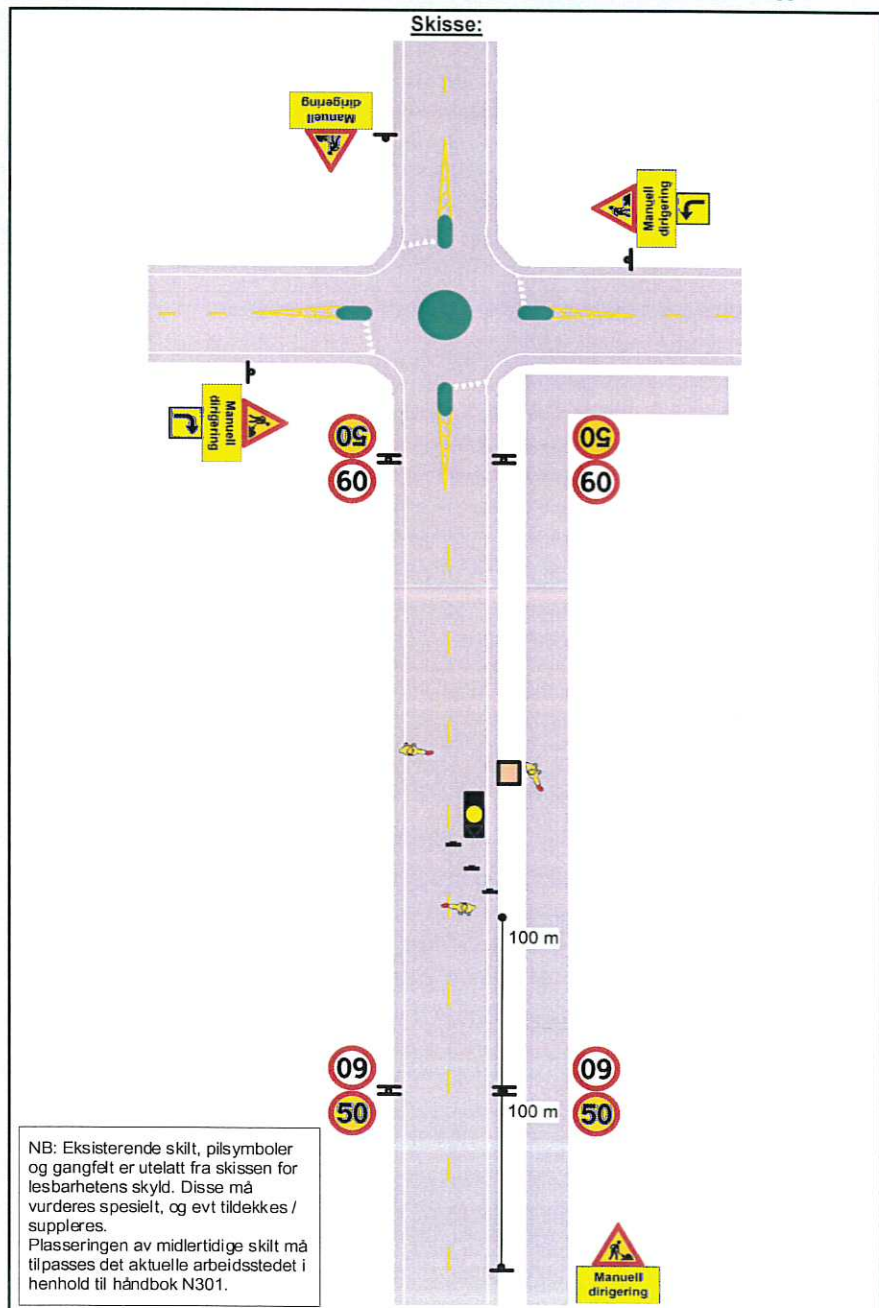 Skisse:
Manuell
dirigering
Manuell
dirigering
Manuell
dirigering
50
60
50
60
100 m
60
50
60
50
100 m
NB: Eksisterende skilt, pilsymboler
og gangfelt er utelatt fra skissen for
lesbarhetens skyld. Disse må
vurderes spesielt, og evt tildekkes /
suppleres.
Plasseringen av midlertidige skilt må
tilpasses det aktuelle arbeidsstedet i
henhold til håndbok N301.
Manuell
dirigering